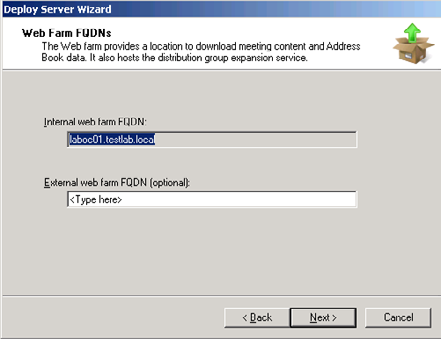 Deploy Server Wizard
Web Farm FQDNs
The Web farm provides a location to download meeting content and Address
Book data. It also hosts the distribution group expansion service.
Internal web farm FQDN:
laboc01.testlab.local
External web farm FQDN (optional):
<Type here>
< Back
Next >
Cancel